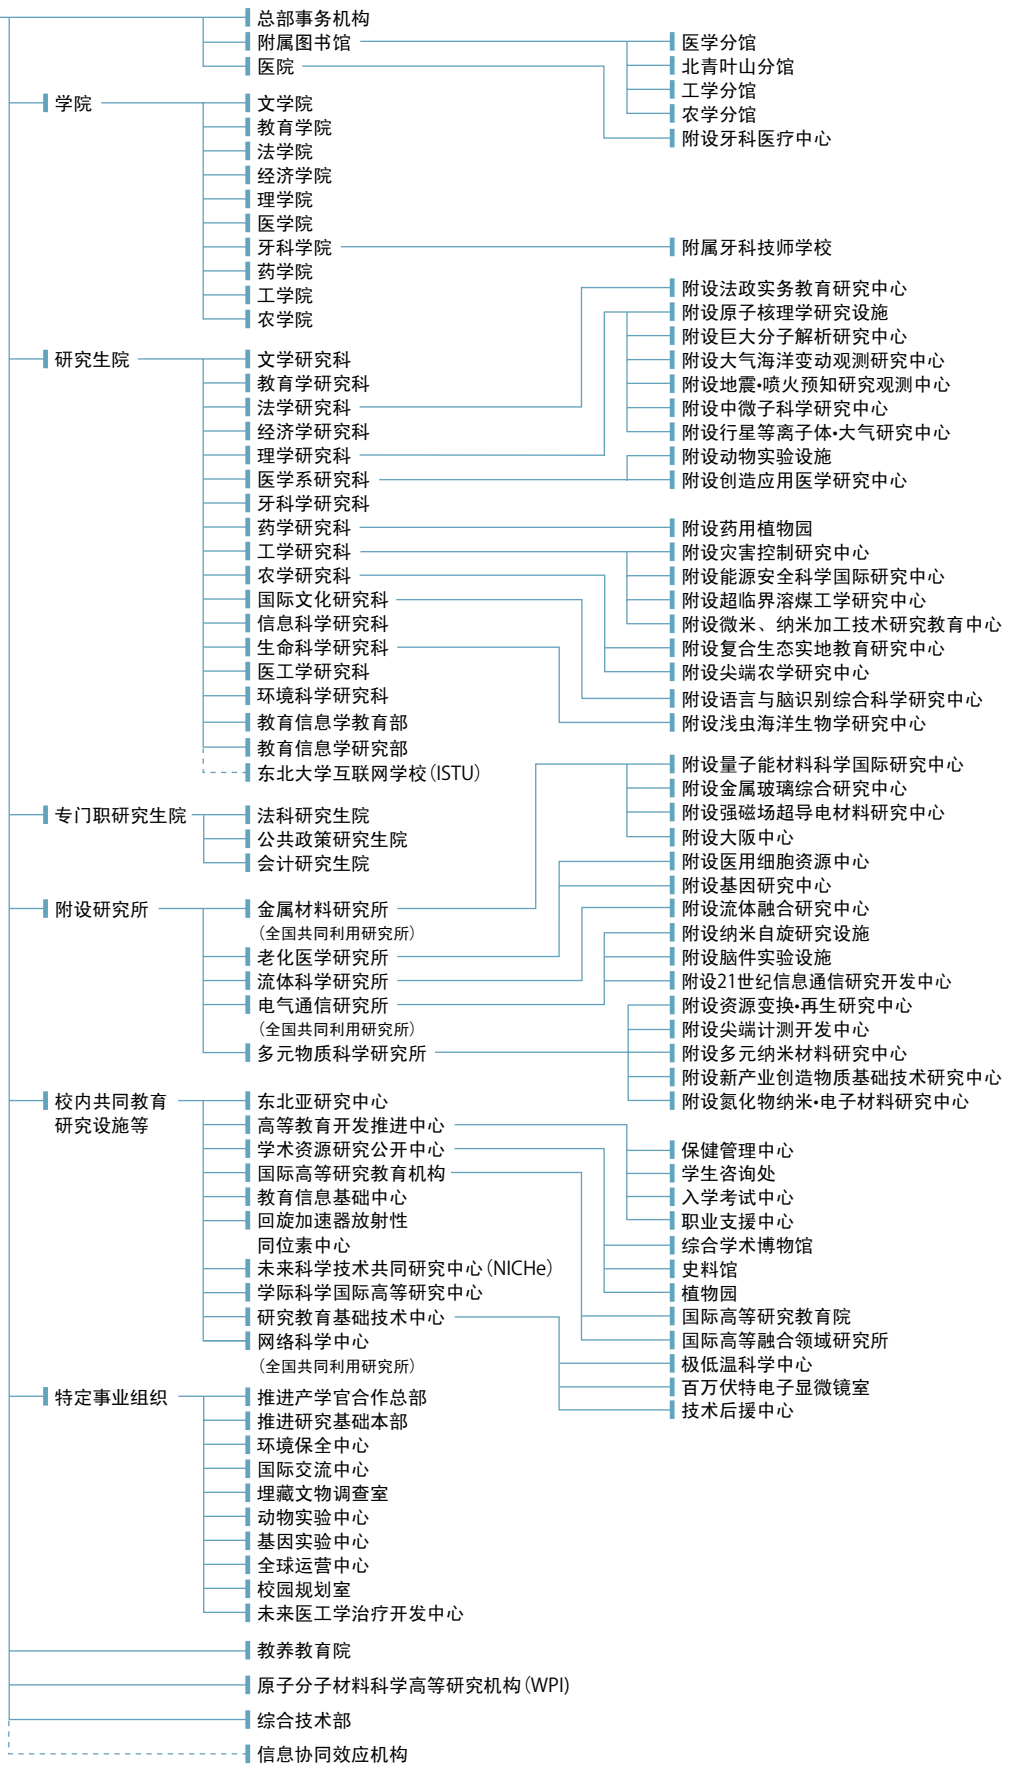 总部事务机构
附属图书馆
医学分馆
北青叶山分馆
工学分馆
农学分馆
医院
附设牙科医疗中心
学院
文学院
教育学院
法学院
经济学院
理学院
医学院
牙科学院
附属牙科技师学校
药学院
工学院
农学院
研究生院
文学研究科
教育学研究科
法学研究科
附设法政实务教育研究中心
经济学研究科
理学研究科
附设原子核理学研究设施
附设巨大分子解析研究中心
附设大气海洋变动观测研究中心
附设地震•喷火预知研究观测中心
附设中微子科学研究中心
附设行星等离子体•大气研究中心
医学系研究科
附设动物实验设施
附设创造应用医学研究中心
牙科学研究科
药学研究科
附设药用植物园
工学研究科
附设灾害控制研究中心
附设能源安全科学国际研究中心
附设超临界溶煤工学研究中心
附设微米、纳米加工技术研究教育中心
农学研究科
附设复合生态实地教育研究中心
附设尖端农学研究中心
国际文化研究科
附设语言与脑识别综合科学研究中心
信息科学研究科
生命科学研究科
附设浅虫海洋生物学研究中心
医工学研究科
环境科学研究科
教育信息学教育部
教育信息学研究部
东北大学互联网学校（ISTU）
专门职研究生院
法科研究生院
公共政策研究生院
会计研究生院
附设研究所
金属材料研究所
（全国共同利用研究所）
附设量子能材料科学国际研究中心
附设金属玻璃综合研究中心
附设强磁场超导电材料研究中心
附设大阪中心
老化医学研究所
附设医用细胞资源中心
附设基因研究中心
流体科学研究所
附设流体融合研究中心
电气通信研究所
（全国共同利用研究所）
附设纳米自旋研究设施
附设脑件实验设施
附设21世纪信息通信研究开发中心
多元物质科学研究所
附设资源变换•再生研究中心
附设尖端计测开发中心
附设多元纳米材料研究中心
附设新产业创造物质基础技术研究中心
附设氮化物纳米•电子材料研究中心
校内共同教育
研究设施等
东北亚研究中心
高等教育开发推进中心
保健管理中心
学生咨询处
入学考试中心
职业支援中心
学术资源研究公开中心
综合学术博物馆
史料馆
植物园
国际高等研究教育机构
国际高等研究教育院
国际高等融合领域研究所
教育信息基础中心
回旋加速器放射性
同位素中心
未来科学技术共同研究中心（NICHe）
学际科学国际高等研究中心
研究教育基础技术中心
极低温科学中心
百万伏特电子显微镜室
技术后援中心
网络科学中心
（全国共同利用研究所）
特定事业组织
推进产学官合作总部
推进研究基础本部
环境保全中心
国际交流中心
埋藏文物调查室
动物实验中心
基因实验中心
全球运营中心
校园规划室
未来医工学治疗开发中心
教养教育院
原子分子材料科学高等研究机构（WPI)
综合技术部
信息协同效应机构